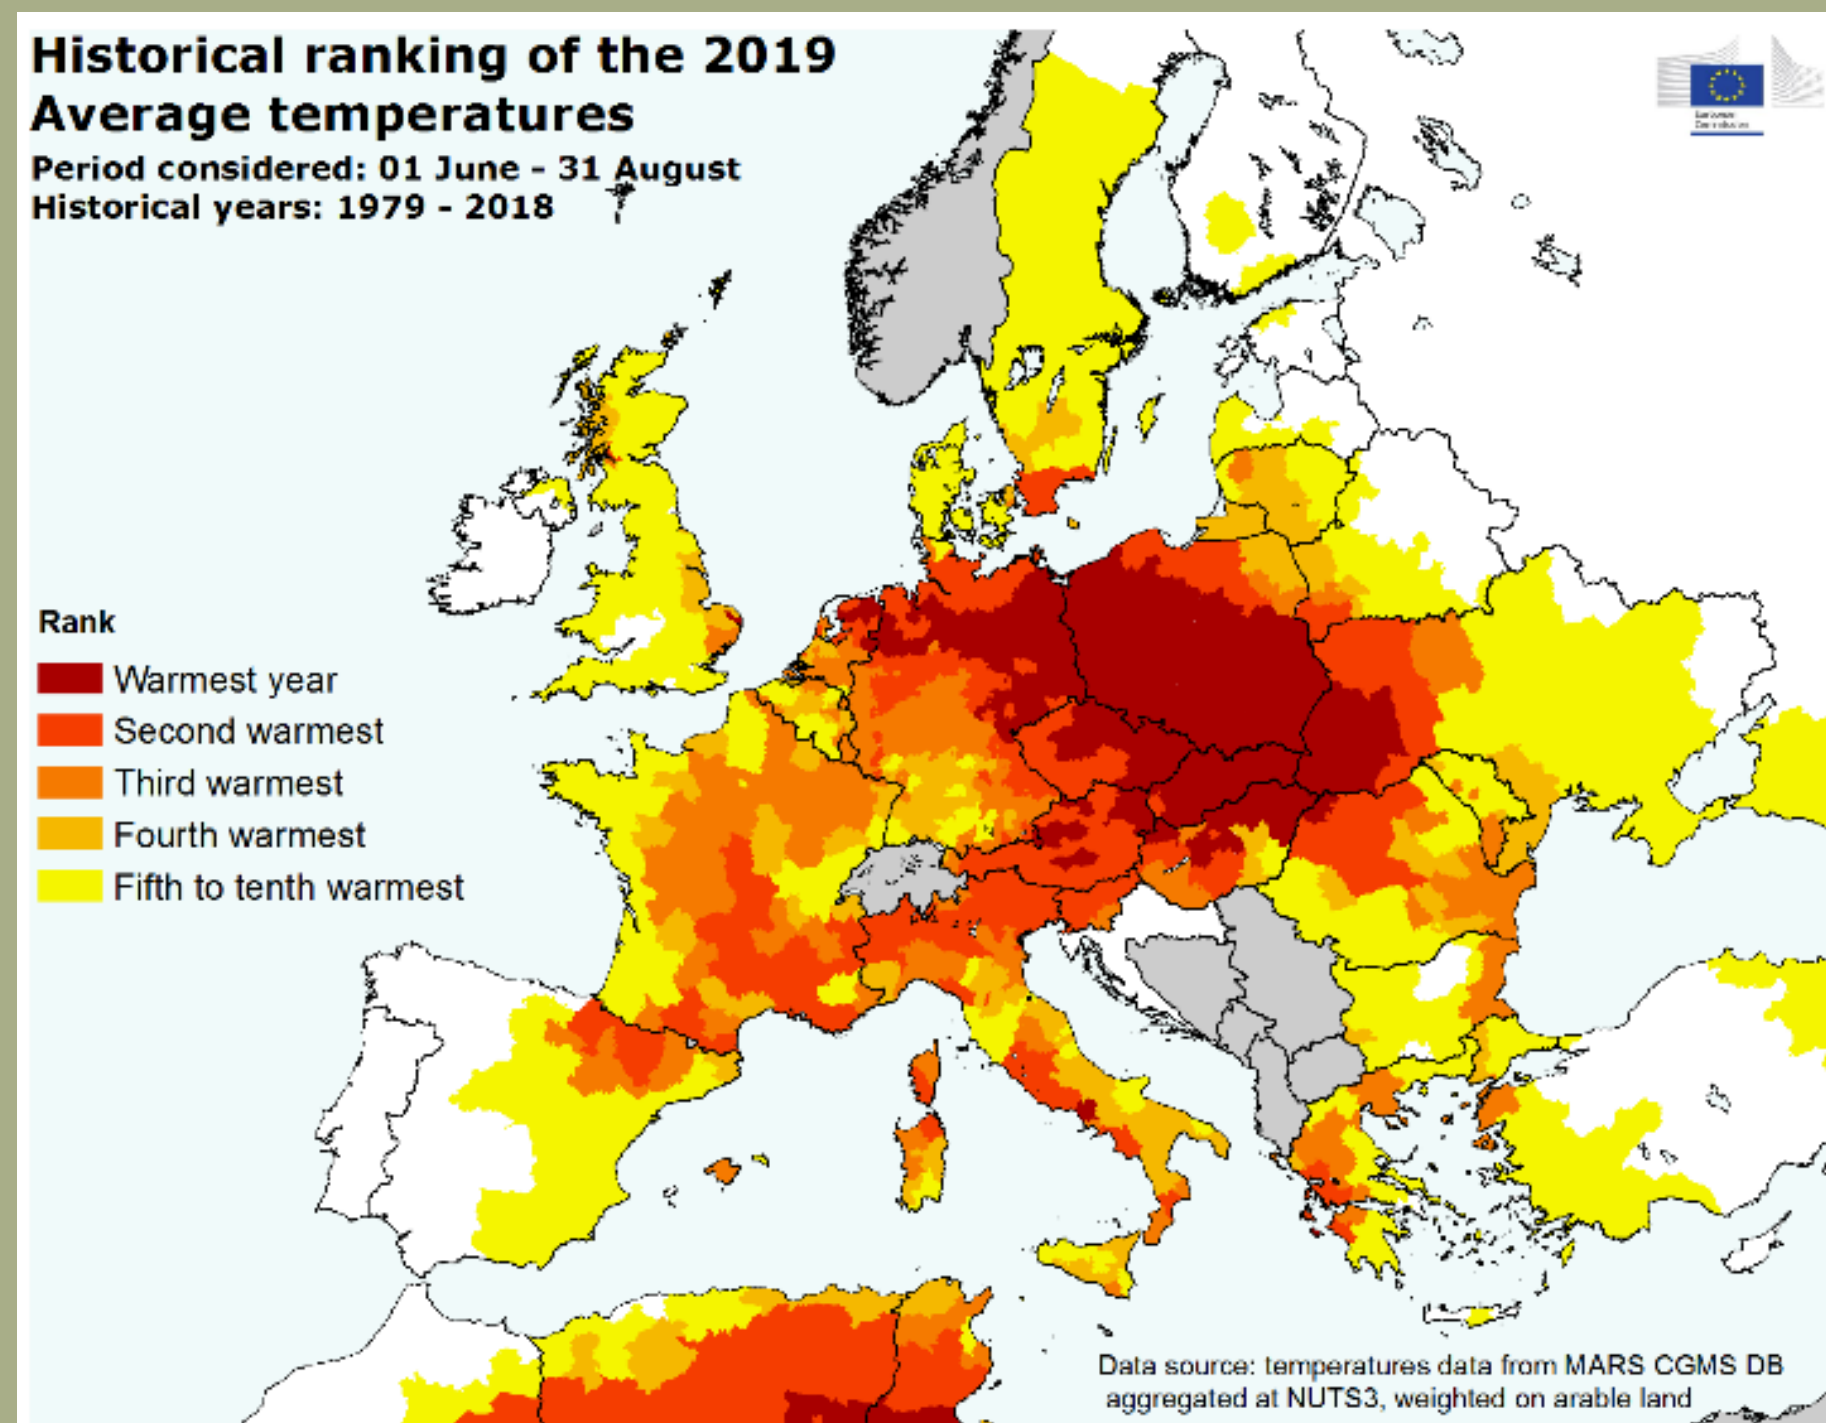 Historical ranking of the 2019
Average temperatures
Period considered: 01 June - 31 August
Historical years: 1979 - 2018
European
Commission
Rank
Warmest year
Second warmest
Third warmest
Fourth warmest
Fifth to tenth warmest
Data source: temperatures data from MARS CGMS DB
aggregated at NUTS3, weighted on arable land